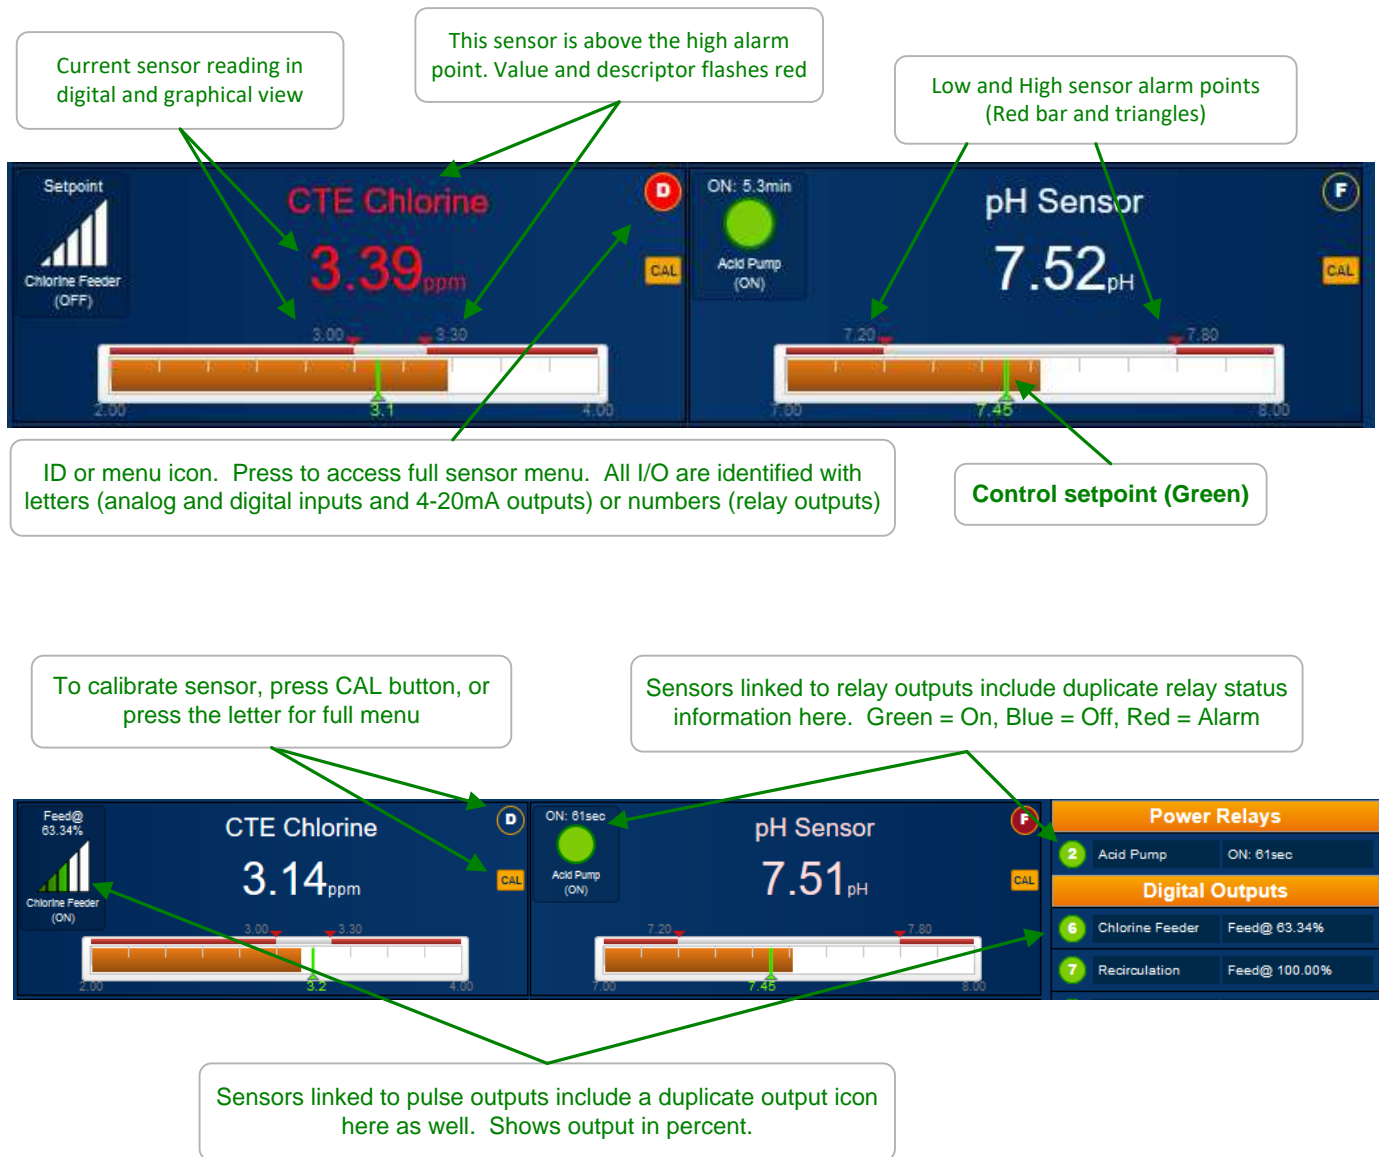 Current sensor reading in
digital and graphical view
This sensor is above the high alarm
point. Value and descriptor flashes red
Low and High sensor alarm points
(Red bar and triangles)
Setpoint
Chlorine Feeder
(OFF)
CTE Chlorine
3.39ppm
D
CAL
3.00
3.30
2.00
3.1
4.00
ON: 5.3min
Acid Pump
(ON)
pH Sensor
7.52pH
F
CAL
7.20
7.80
7.00
7.45
8.00
ID or menu icon. Press to access full sensor menu. All I/O are identified with
letters (analog and digital inputs and 4-20mA outputs) or numbers (relay outputs)
Control setpoint (Green)
To calibrate sensor, press CAL button, or
press the letter for full menu
Sensors linked to relay outputs include duplicate relay status
information here. Green = On, Blue = Off, Red = Alarm
Feed@
63.34%
Chlorine Feeder
(ON)
CTE Chlorine
3.14ppm
D
CAL
3.00
3.30
2.00
3.2
4.00
ON: 61sec
Acid Pump
(ON)
pH Sensor
7.51pH
F
CAL
7.20
7.80
7.00
7.45
8.00
Power Relays
2 Acid Pump ON: 61sec
Digital Outputs
6 Chlorine Feeder Feed@ 63.34%
7 Recirculation Feed@ 100.00%
Sensors linked to pulse outputs include a duplicate output icon
here as well. Shows output in percent.